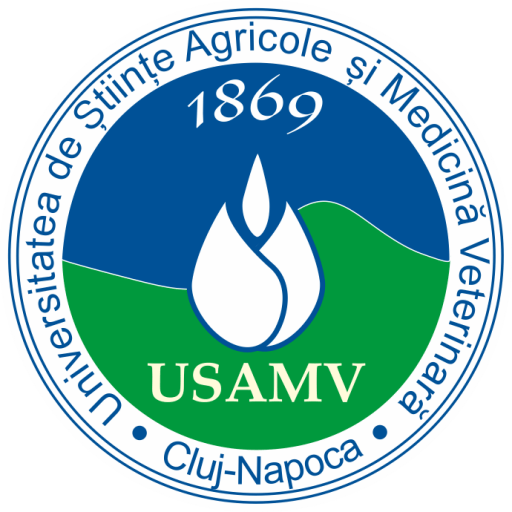 Universitatea de Științe Agricole și Medicină Veterinară
1869
USAMV
• Cluj-Napoca •